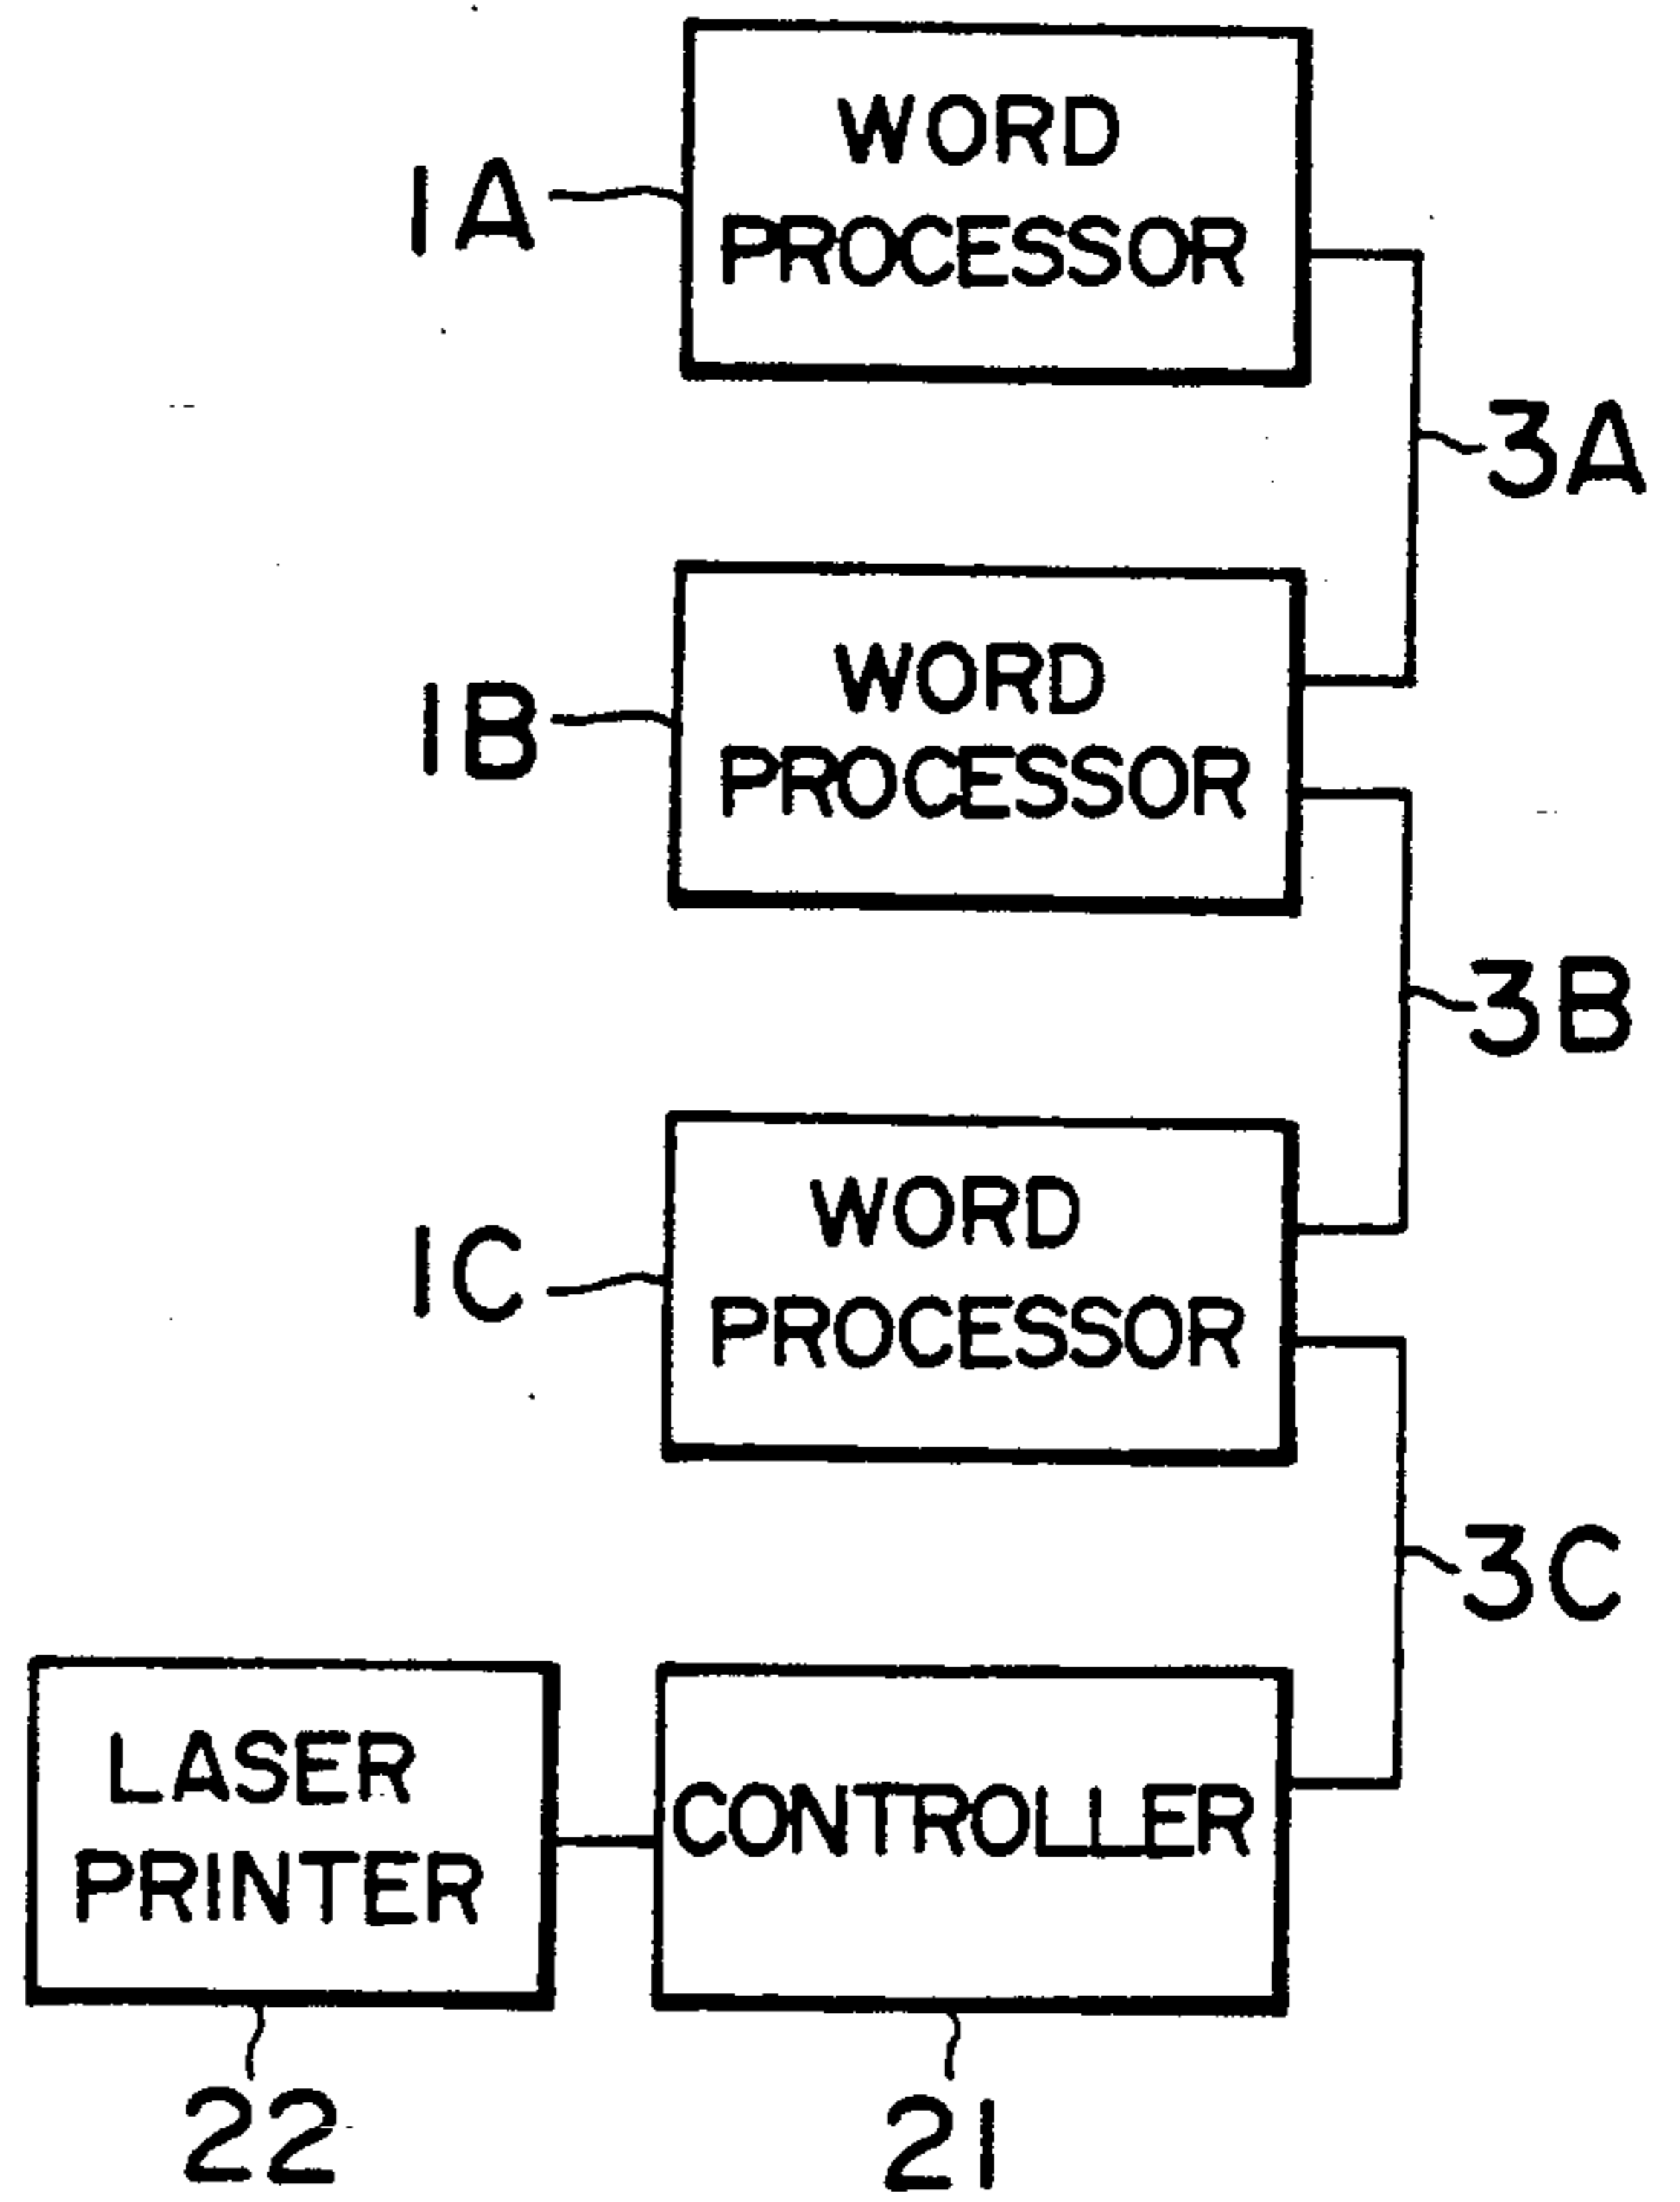 WORD
PROCESSOR
1A
3A
WORD
PROCESSOR
1B
3B
WORD
PROCESSOR
1C
3C
LASER
PRINTER
CONTROLLER
22
21